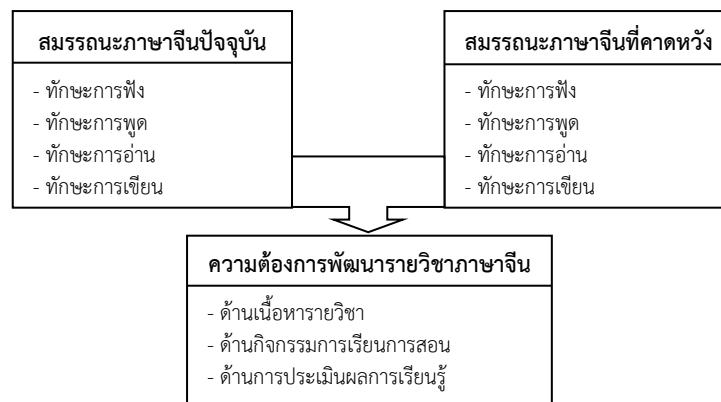 สมรรถนะภาษาจีนปัจจุบัน
- ทักษะการฟัง
- ทักษะการพูด
- ทักษะการอ่าน
- ทักษะการเขียน
สมรรถนะภาษาจีนที่คาดหวัง
- ทักษะการฟัง
- ทักษะการพูด
- ทักษะการอ่าน
- ทักษะการเขียน
ความต้องการพัฒนารายวิชาภาษาจีน
- ด้านเนื้อหารายวิชา
- ด้านกิจกรรมการเรียนการสอน
- ด้านการประเมินผลการเรียนรู้